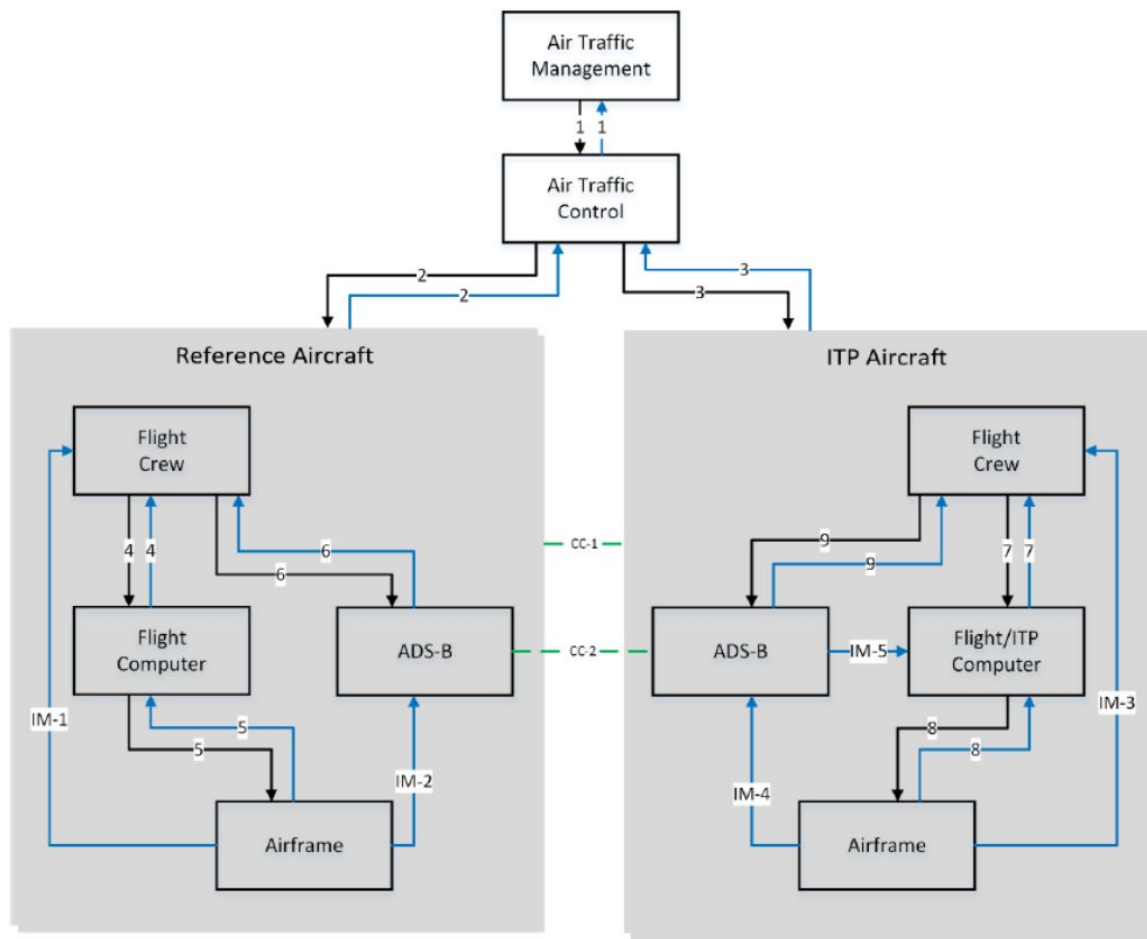 Air Traffic
Management
1 1
Air Traffic
Control
2
2
3
3
Reference Aircraft
ITP Aircraft
Flight
Crew
Flight
Crew
4 4
6
6
CC-1
9
9
7 7
Flight
Computer
ADS-B
CC-2
ADS-B
IM-5
Flight/ITP
Computer
IM-1
5
5
IM-2
IM-4
8
8
IM-3
Airframe
Airframe